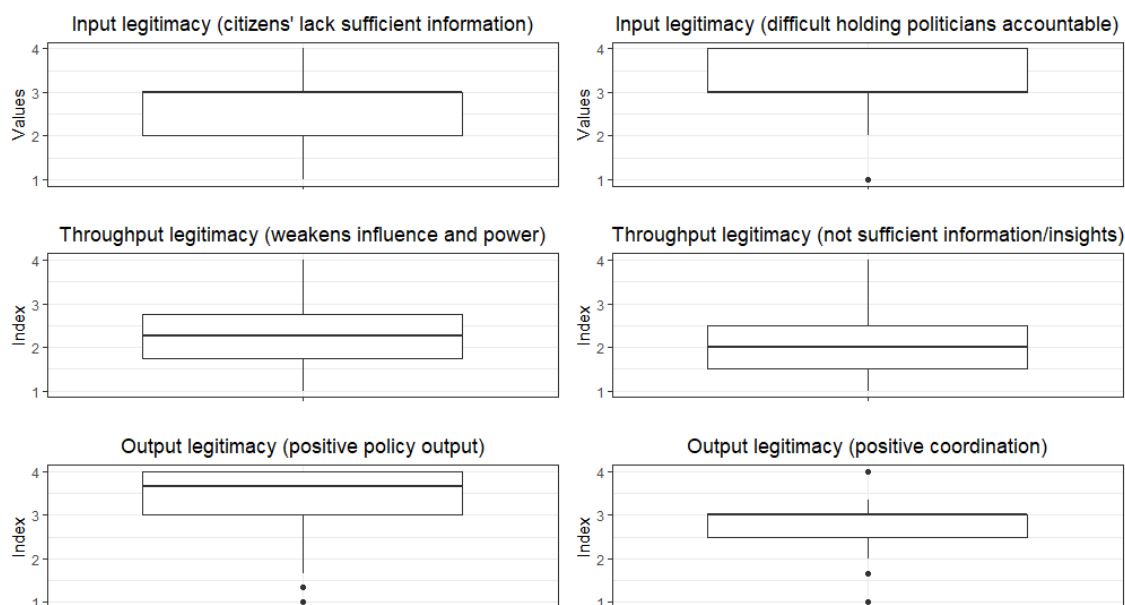 Input legitimacy (citizens' lack sufficient information)
4
3
2
1
Values
Input legitimacy (difficult holding politicians accountable)
4
3
2
1
Values
Throughput legitimacy (weakens influence and power)
4
3
2
1
Index
Throughput legitimacy (not sufficient information/insights)
4
3
2
1
Index
Output legitimacy (positive policy output)
4
3
2
1
Index
Output legitimacy (positive coordination)
4
3
2
1
Index